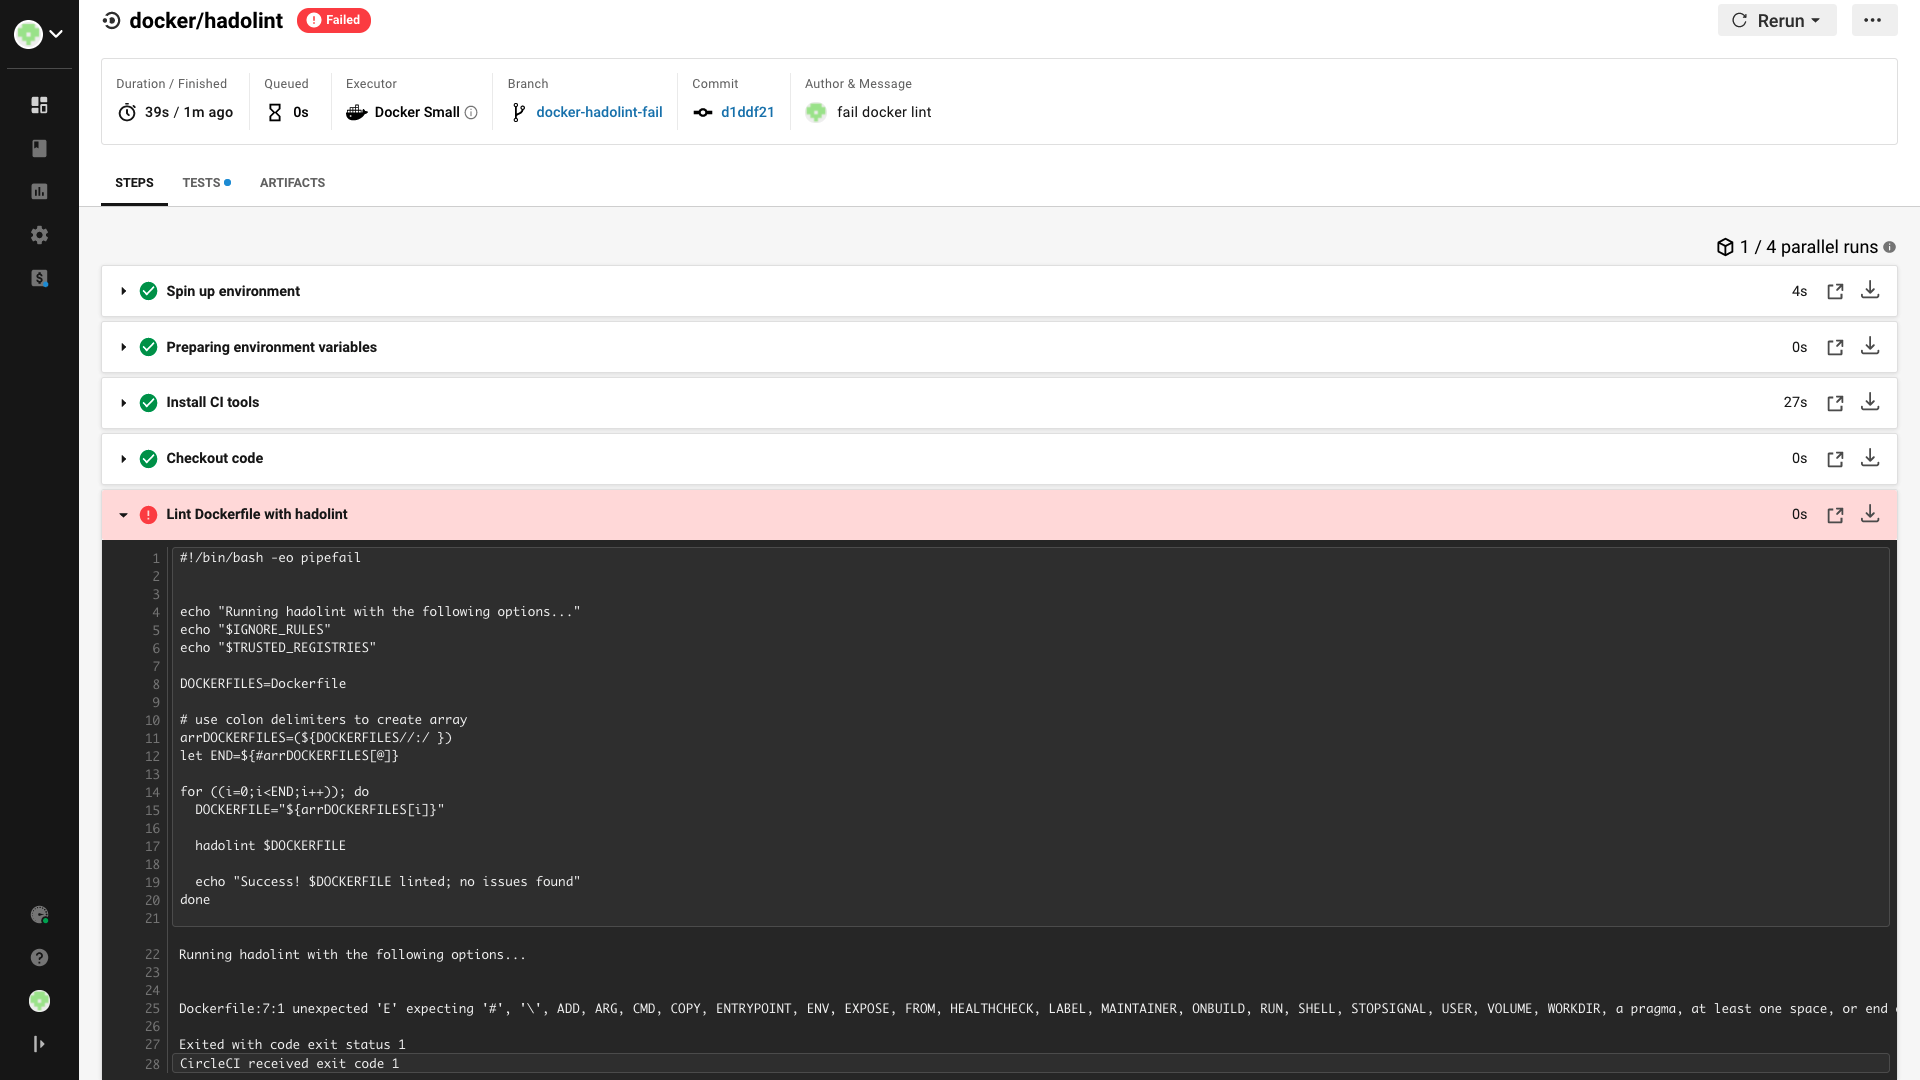 docker/hadolint
Failed
Rerun
Duration / Finished
39s / 1m ago
Queued
0s
Executor
Docker Small
Branch
docker-hadolint-fail
Commit
d1ddf21
Author & Message
fail docker lint
STEPS
TESTS
ARTIFACTS
1 / 4 parallel runs
Spin up environment
4s
Preparing environment variables
0s
Install CI tools
27s
Checkout code
0s
Lint Dockerfile with hadolint
0s
1 #!/bin/bash -eo pipefail
2
3
4 echo "Running hadolint with the following options..."
5 echo "$IGNORE_RULES"
6 echo "$TRUSTED_REGISTRIES"
7
8 DOCKERFILES=Dockerfile
9
10 # use colon delimiters to create array
11 arrDOCKERFILES=(${DOCKERFILES//:/ })
12 let END=${#arrDOCKERFILES[@]}
13
14 for ((i=0;i<END;i++)); do
15 DOCKERFILE="${arrDOCKERFILES[i]}"
16
17 hadolint $DOCKERFILE
18
19 echo "Success! $DOCKERFILE linted; no issues found"
20 done
21
22 Running hadolint with the following options...
23
24
25 Dockerfile:7:1 unexpected 'E' expecting '#', '\', ADD, ARG, CMD, COPY, ENTRYPOINT, ENV, EXPOSE, FROM, HEALTHCHECK, LABEL, MAINTAINER, ONBUILD, RUN, SHELL, STOPSIGNAL, USER, VOLUME, WORKDIR, a pragma, at least one space, or end
26
27 Exited with code exit status 1
28 CircleCI received exit code 1